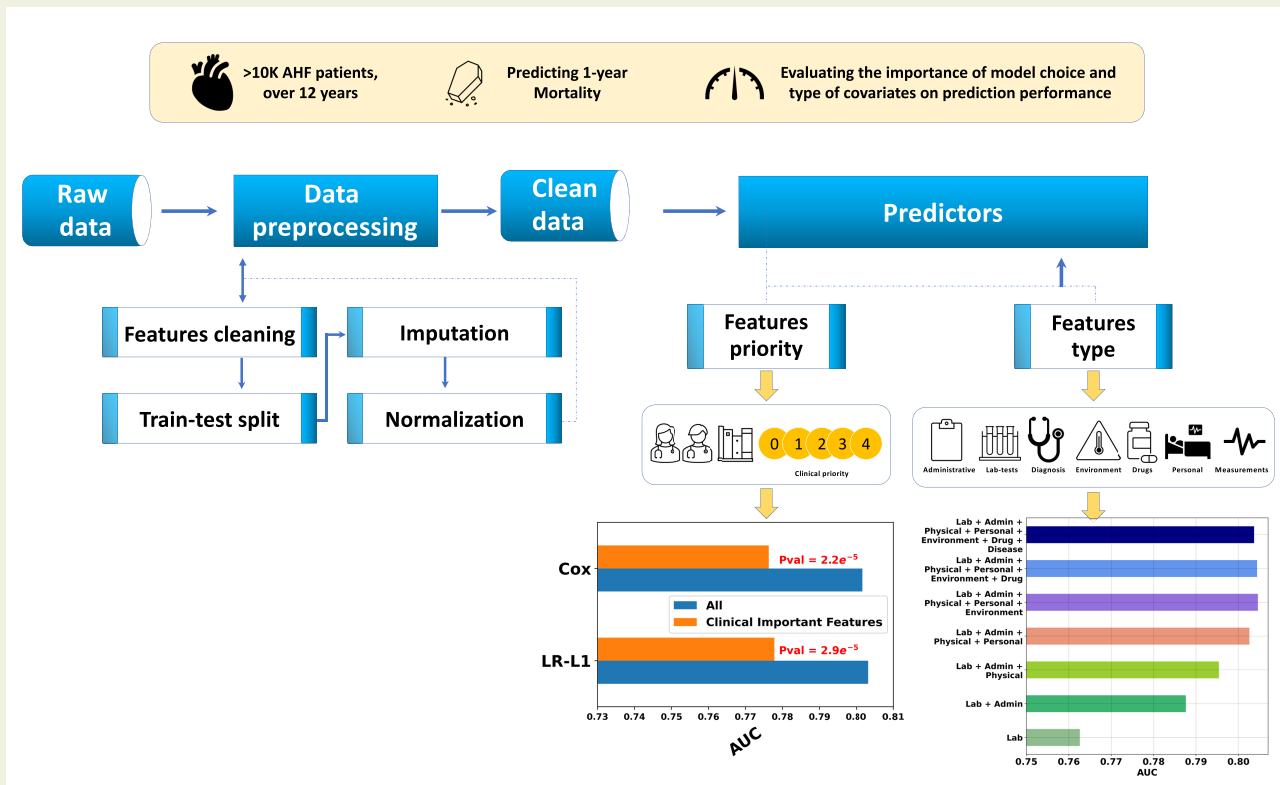 >10K AHF patients,
over 12 years
Predicting 1-year
Mortality
Evaluating the importance of model choice and
type of covariates on prediction performance
Raw
data
Data
preprocessing
Clean
data
Predictors
Features cleaning
Imputation
Train-test split
Normalization
Features
priority
Features
type
0 1 2 3 4
Clinical priority
Administrative Lab-tests Diagnosis Environment Drugs Personal Measurements
Cox
LR-L1
Pval = 2.2e⁻⁵
All
Clinical Important Features
Pval = 2.9e⁻⁵
0.73 0.74 0.75 0.76 0.77 0.78 0.79 0.80 0.81
AUC
Lab + Admin +
Physical + Personal +
Environment + Drug +
Disease
Lab + Admin +
Physical + Personal +
Environment + Drug
Lab + Admin +
Physical + Personal +
Environment
Lab + Admin +
Physical + Personal
Lab + Admin +
Physical
Lab + Admin
Lab
0.75 0.76 0.77 0.78 0.79 0.80
AUC